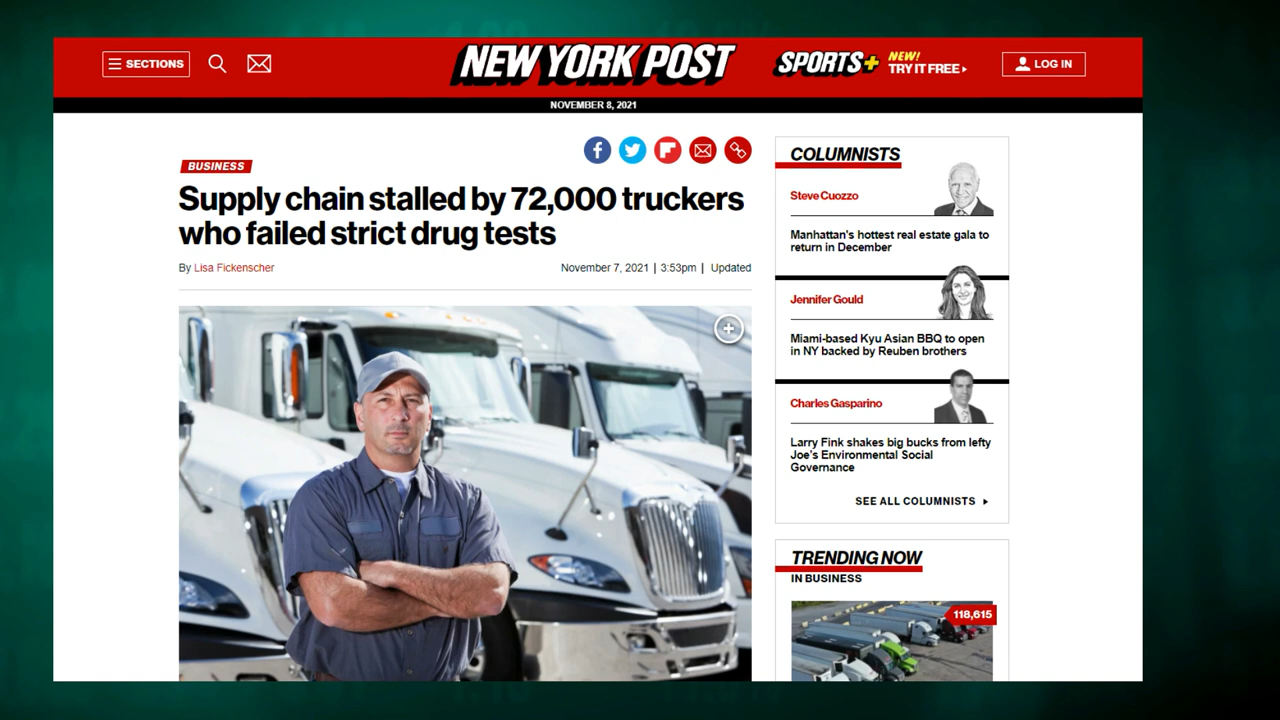 SECTIONS
NEW YORK POST
SPORTS+
NEW!
TRY IT FREE
LOG IN
NOVEMBER 8, 2021
BUSINESS
Supply chain stalled by 72,000 truckers
who failed strict drug tests
By Lisa Fickenscher
November 7, 2021 | 3:53pm | Updated
COLUMNISTS
Steve Cuozzo
Manhattan's hottest real estate gala to
return in December
Jennifer Gould
Miami-based Kyu Asian BBQ to open
in NY backed by Reuben brothers
Charles Gasparino
Larry Fink shakes big bucks from lefty
Joe's Environmental Social
Governance
SEE ALL COLUMNISTS
TRENDING NOW
IN BUSINESS
118,615